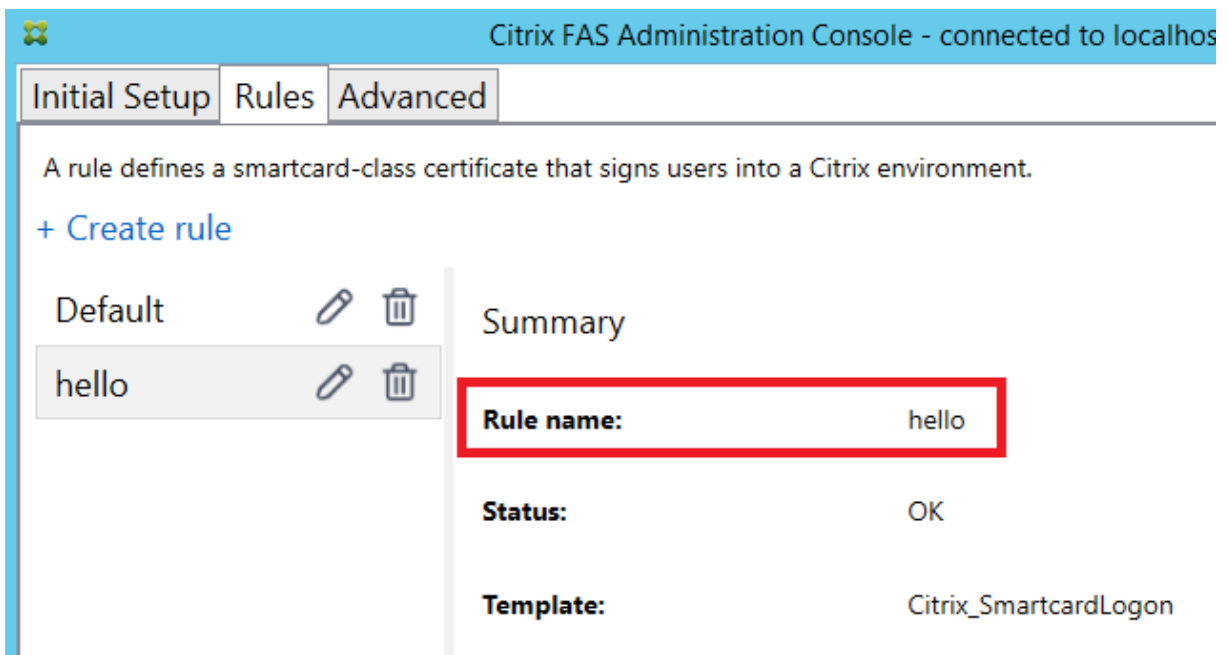 Citrix FAS Administration Console - connected to localhos
Initial Setup Rules Advanced
A rule defines a smartcard-class certificate that signs users into a Citrix environment.
+ Create rule
Default
hello
Summary
Rule name: hello
Status: OK
Template: Citrix_SmartcardLogon